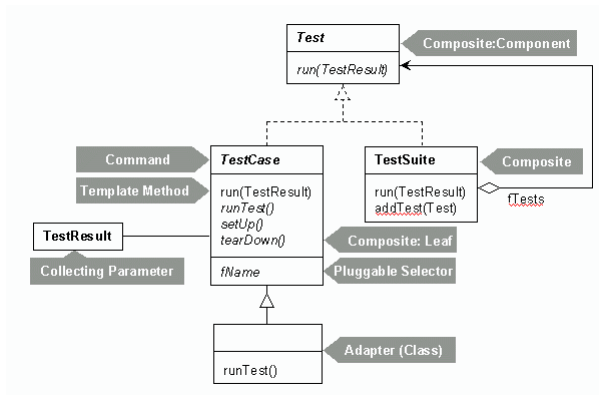 Test
Composite:Component
run(TestResult)
Command
TestCase
TestSuite
Composite
Template Method
run(TestResult)
runTest()
setUp()
tearDown()
run(TestResult)
addTest(Test)
fTests
TestResult
Composite: Leaf
Collecting Parameter
fName
Pluggable Selector
Adapter (Class)
runTest()